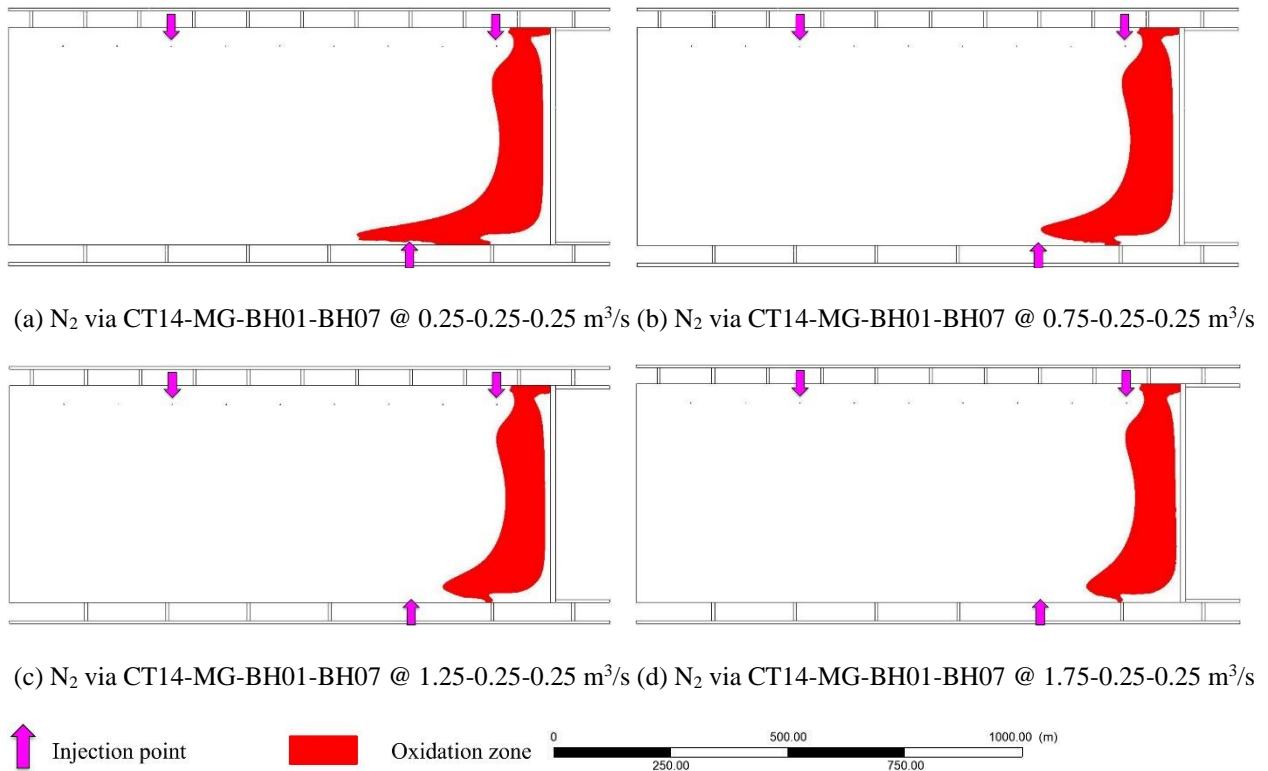 (a) N₂ via CT14-MG-BH01-BH07 @ 0.25-0.25-0.25 m³/s (b) N₂ via CT14-MG-BH01-BH07 @ 0.75-0.25-0.25 m³/s
(c) N₂ via CT14-MG-BH01-BH07 @ 1.25-0.25-0.25 m³/s (d) N₂ via CT14-MG-BH01-BH07 @ 1.75-0.25-0.25 m³/s
Injection point Oxidation zone 0 500.00 1000.00 (m)
250.00 750.00